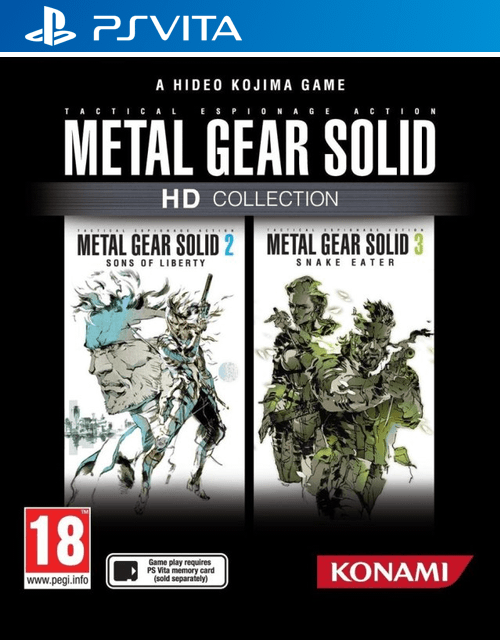 PSVITA
A HIDEO KOJIMA GAME
TACTICAL ESPIONAGE ACTION
METAL GEAR SOLID
HD COLLECTION
TACTICAL ESPIONAGE ACTION
METAL GEAR SOLID 2
SONS OF LIBERTY
TACTICAL ESPIONAGE ACTION
METAL GEAR SOLID 3
SNAKE EATER
18
TM
www.pegi.info
Game play requires
PS Vita memory card
(sold separately)
KONAMI